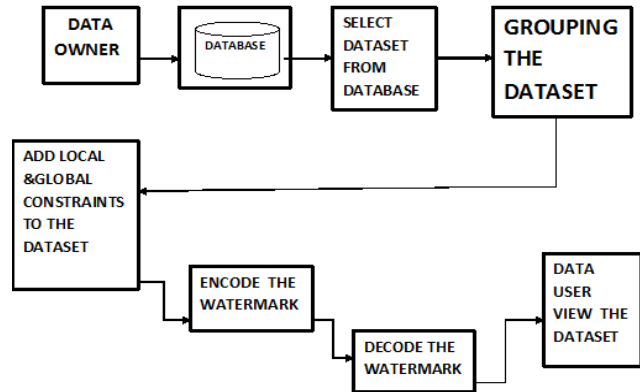 DATA
OWNER
DATABASE
SELECT
DATASET
FROM
DATABASE
GROUPING
THE
DATASET
ADD LOCAL
&GLOBAL
CONSTRAINTS
TO THE
DATASET
ENCODE THE
WATERMARK
DECODE THE
WATERMARK
DATA
USER
VIEW THE
DATASET